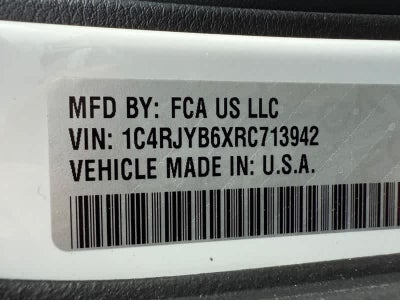 MFD BY: FCA US LLC
VIN: 1C4RJYB6XRC713942
VEHICLE MADE IN: U.S.A.